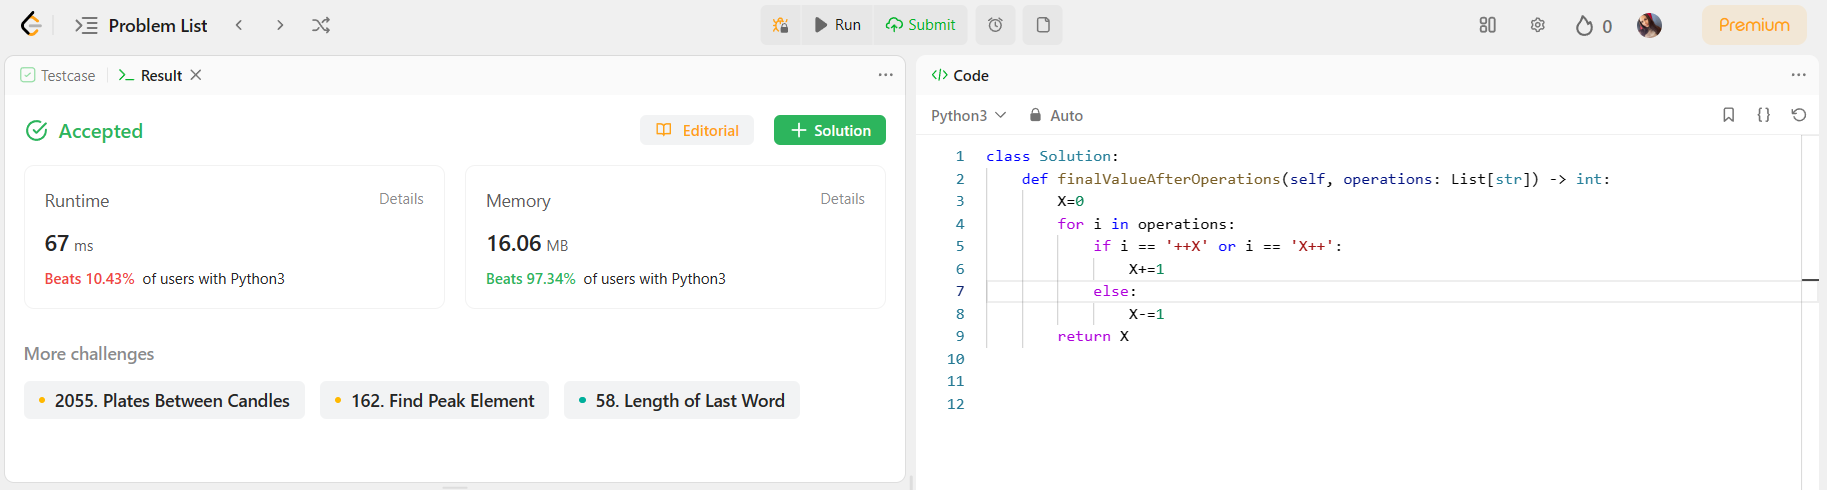 Problem List
Run
Submit
0
Premium
Testcase
Result
Accepted
Editorial
Solution
Runtime
Details
67 ms
Beats 10.43% of users with Python3
Memory
Details
16.06 MB
Beats 97.34% of users with Python3
More challenges
2055. Plates Between Candles
162. Find Peak Element
58. Length of Last Word
</> Code
Python3
Auto
{}
1 class Solution:
2     def finalValueAfterOperations(self, operations: List[str]) -> int:
3         X=0
4         for i in operations:
5             if i == '++X' or i == 'X++':
6                 X+=1
7             else:
8                 X-=1
9         return X
10
11
12